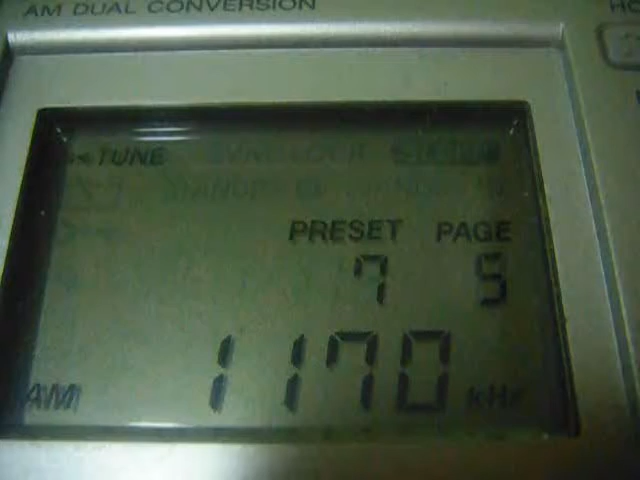 AM DUAL CONVERSION
TUNE
PRESET PAGE
7 5
AM 1170 kHz